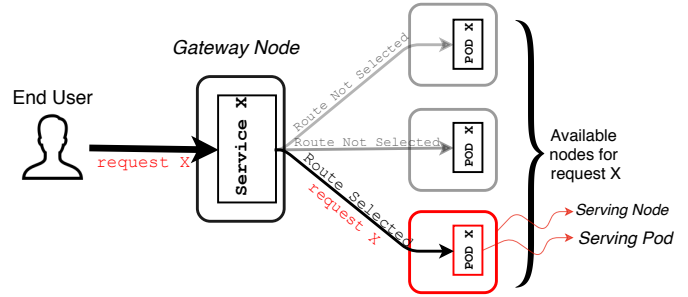 Gateway Node
End User
request X
Service X
Route Not Selected
Route Not Selected
Route Selected
request X
POD X
POD X
POD X
Available
nodes for
request X
Serving Node
Serving Pod